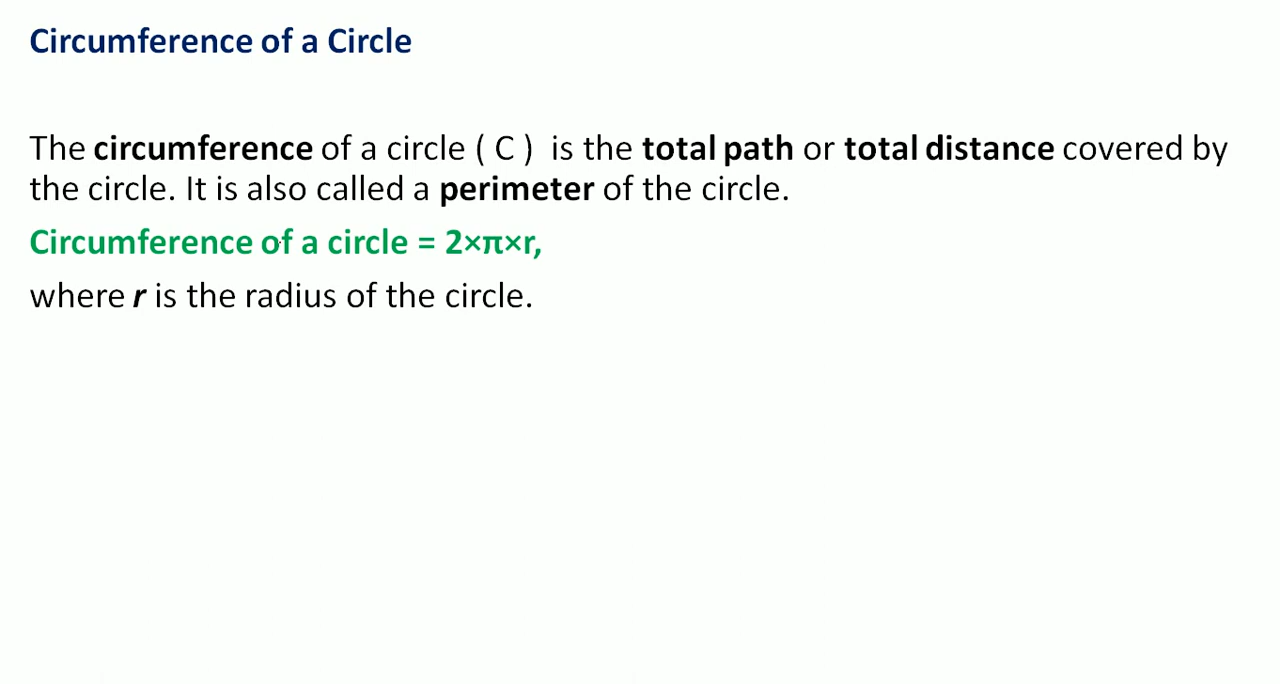 Circumference of a Circle
The circumference of a circle ( C )  is the total path or total distance covered by
the circle. It is also called a perimeter of the circle.
Circumference of a circle = 2×π×r,
where r is the radius of the circle.